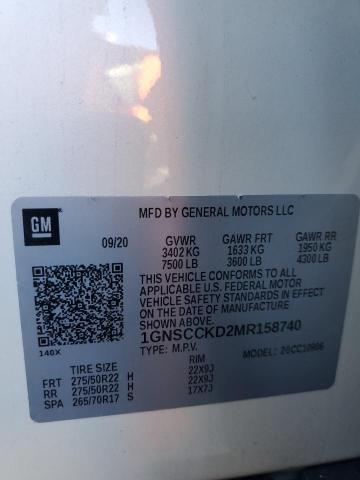 MFD BY GENERAL MOTORS LLC
GM
09/20 GVWR GAWR FRT GAWR RR
3402 KG 1633 KG 1950 KG
7500 LB 3600 LB 4300 LB
THIS VEHICLE CONFORMS TO ALL
APPLICABLE U.S. FEDERAL MOTOR
VEHICLE SAFETY STANDARDS IN
EFFECT ON THE DATE OF
MANUFACTURE SHOWN ABOVE.
1GNSCCKD2MR158740
140X
TYPE: M.P.V. MODEL: 20CC10906
TIRE SIZE RIM
FRT 275/50R22 H 22X9J
RR 275/50R22 H 22X9J
SPA 265/70R17 S 17X7J